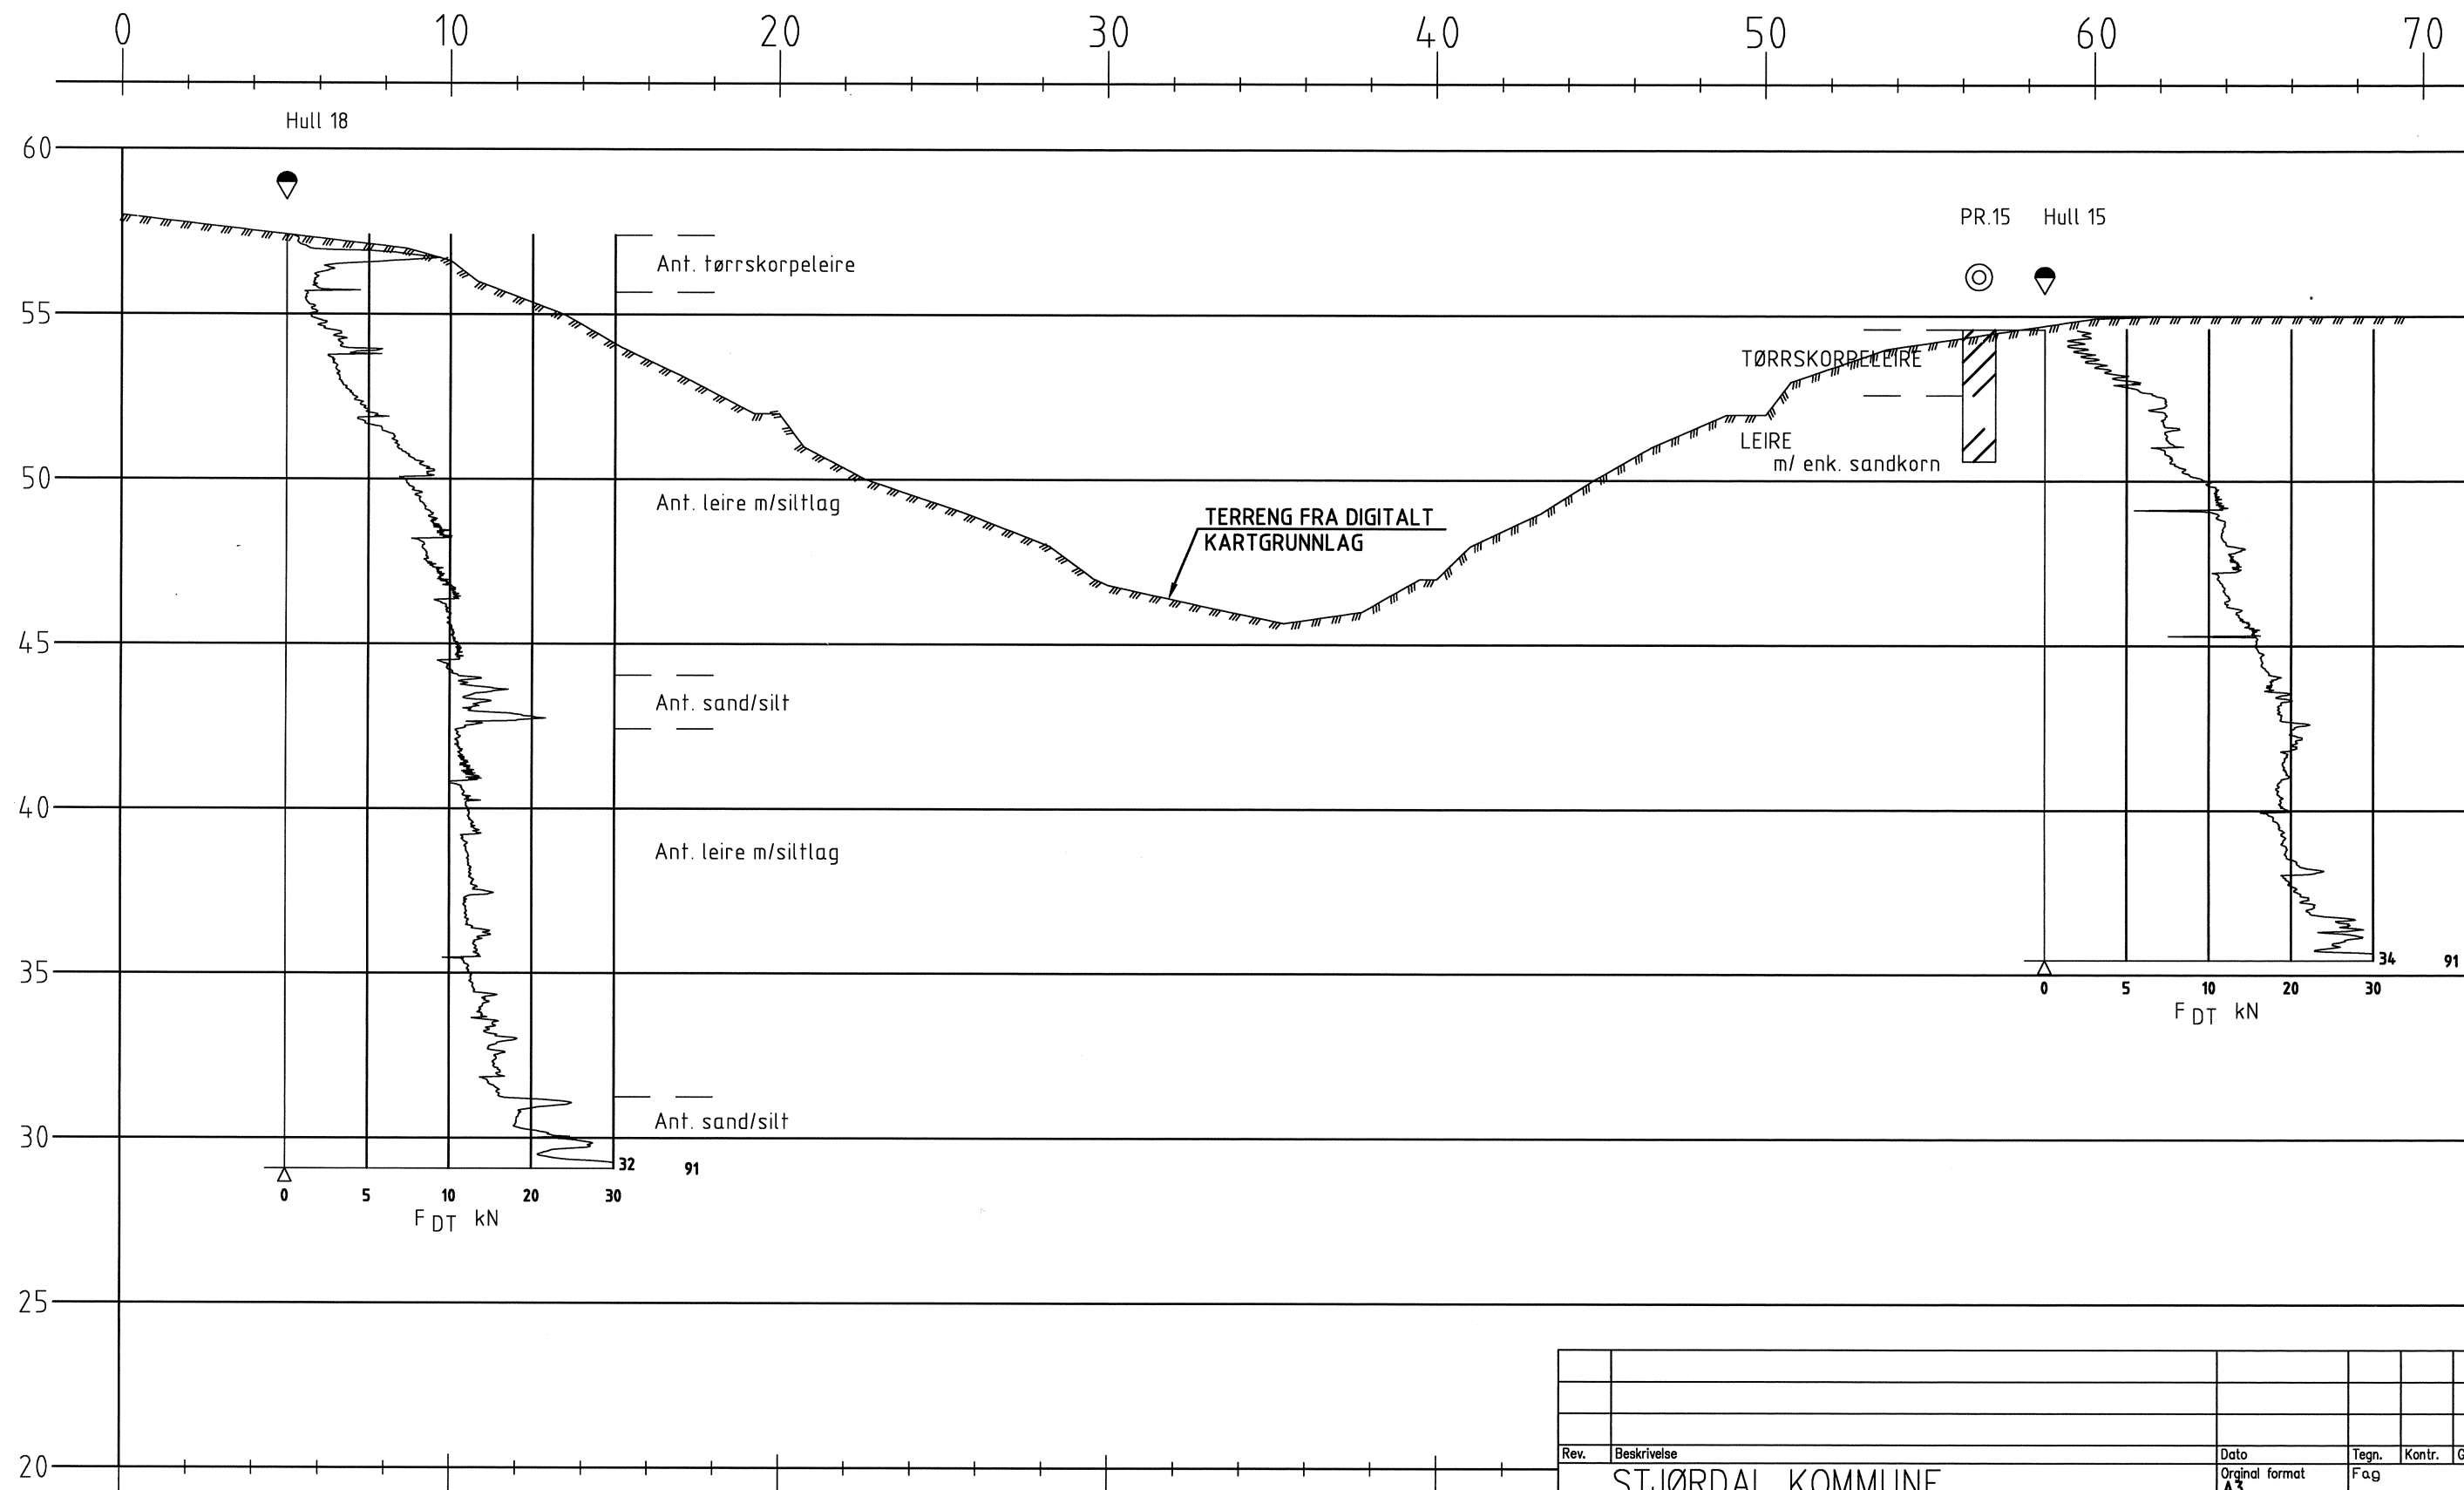 0 10 20 30 40 50 60 70
Hull 18
60
PR.15 Hull 15
Ant. tørrskorpeleire
55
TØRRSKORPELEIRE
LEIRE
m/ enk. sandkorn
50
Ant. leire m/siltlag
TERRENG FRA DIGITALT
KARTGRUNNLAG
45
Ant. sand/silt
40
Ant. leire m/siltlag
35
34 91
0 5 10 20 30
F DT kN
Ant. sand/silt
30
32 91
0 5 10 20 30
F DT kN
25
Rev. Beskrivelse Dato Tegn. Kontr.
20
STJØRDAL KOMMUNE
Orginal format Fag
A3